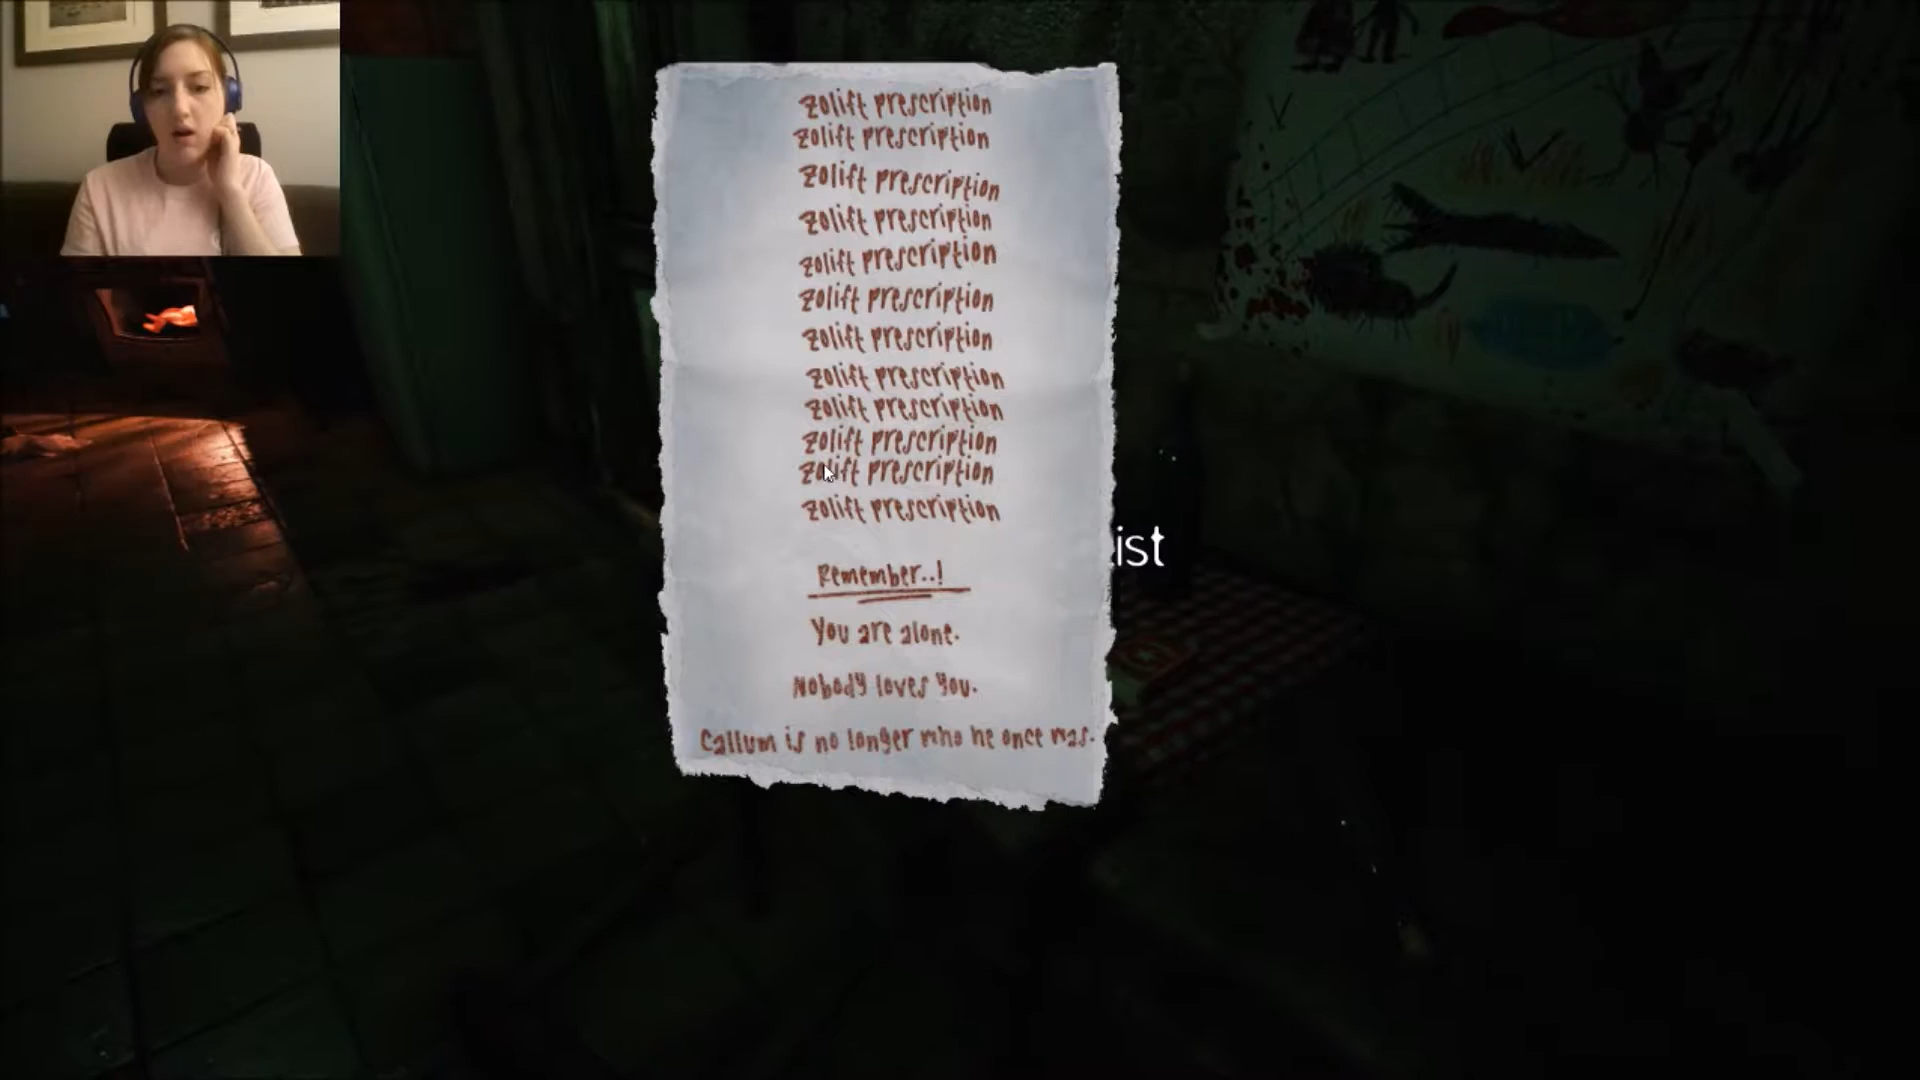 Zolift prescription
Zolift prescription
Zolift prescription
Zolift prescription
Zolift prescription
Zolift prescription
Zolift prescription
Zolift prescription
Zolift prescription
Zolift prescription
Zolift prescription
Zolift prescription
ist
Remember..!
You are alone.
Nobody loves you.
Callum is no longer who he once was.